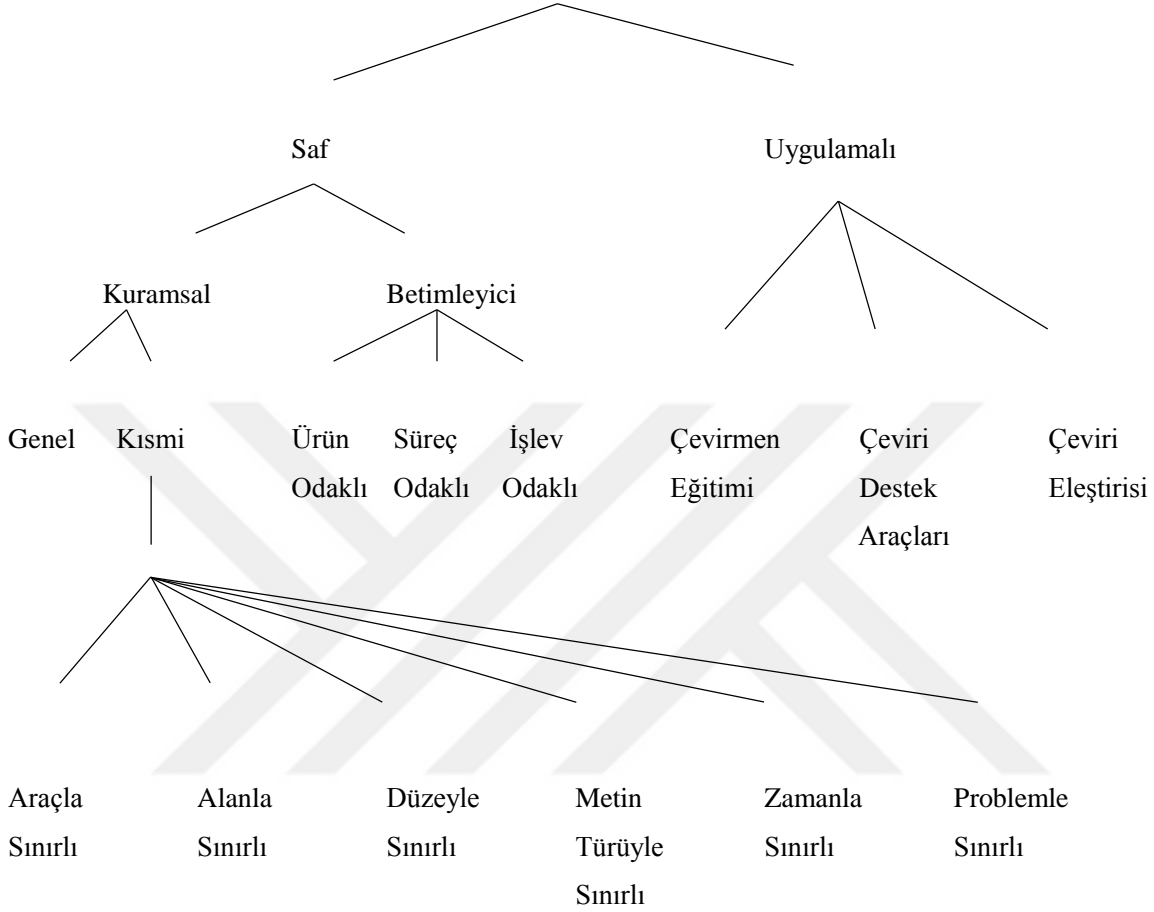 Saf Uygulamalı
Kuramsal Betimleyici
Genel Kısmi Ürün Süreç İşlev Çevirmen Çeviri Çeviri
Odaklı Odaklı Odaklı Eğitimi Destek Eleştirisi
Araçları
Araçla Alanla Düzeyle Metin Zamanla Problemle
Sınırlı Sınırlı Sınırlı Türüyle Sınırlı Sınırlı
Sınırlı